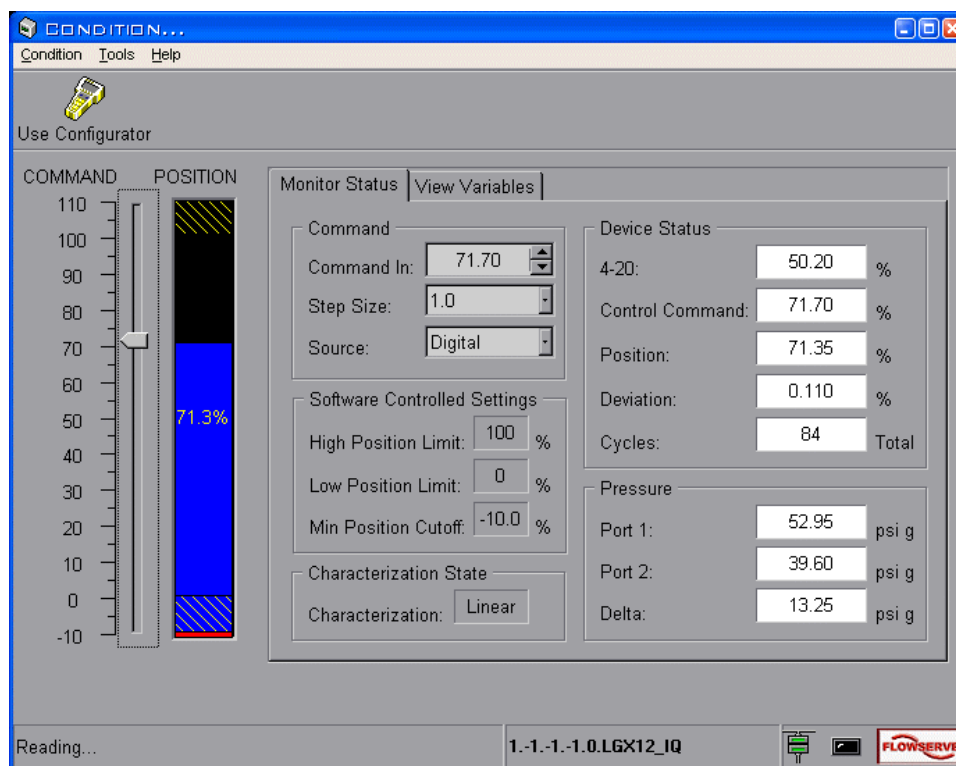 CONDITION...
Condition Tools Help
Use Configurator
COMMAND POSITION
110
100
90
80
70
60
50
40
30
20
10
0
-10
71.3%
Monitor Status View Variables
Command
Command In: 71.70
Step Size: 1.0
Source: Digital
Software Controlled Settings
High Position Limit: 100 %
Low Position Limit: 0 %
Min Position Cutoff: -10.0 %
Characterization State
Characterization: Linear
Device Status
4-20: 50.20 %
Control Command: 71.70 %
Position: 71.35 %
Deviation: 0.110 %
Cycles: 84 Total
Pressure
Port 1: 52.95 psi g
Port 2: 39.60 psi g
Delta: 13.25 psi g
Reading... 1.-1.-1.-1.0.LGX12_IQ FLOWSERVE